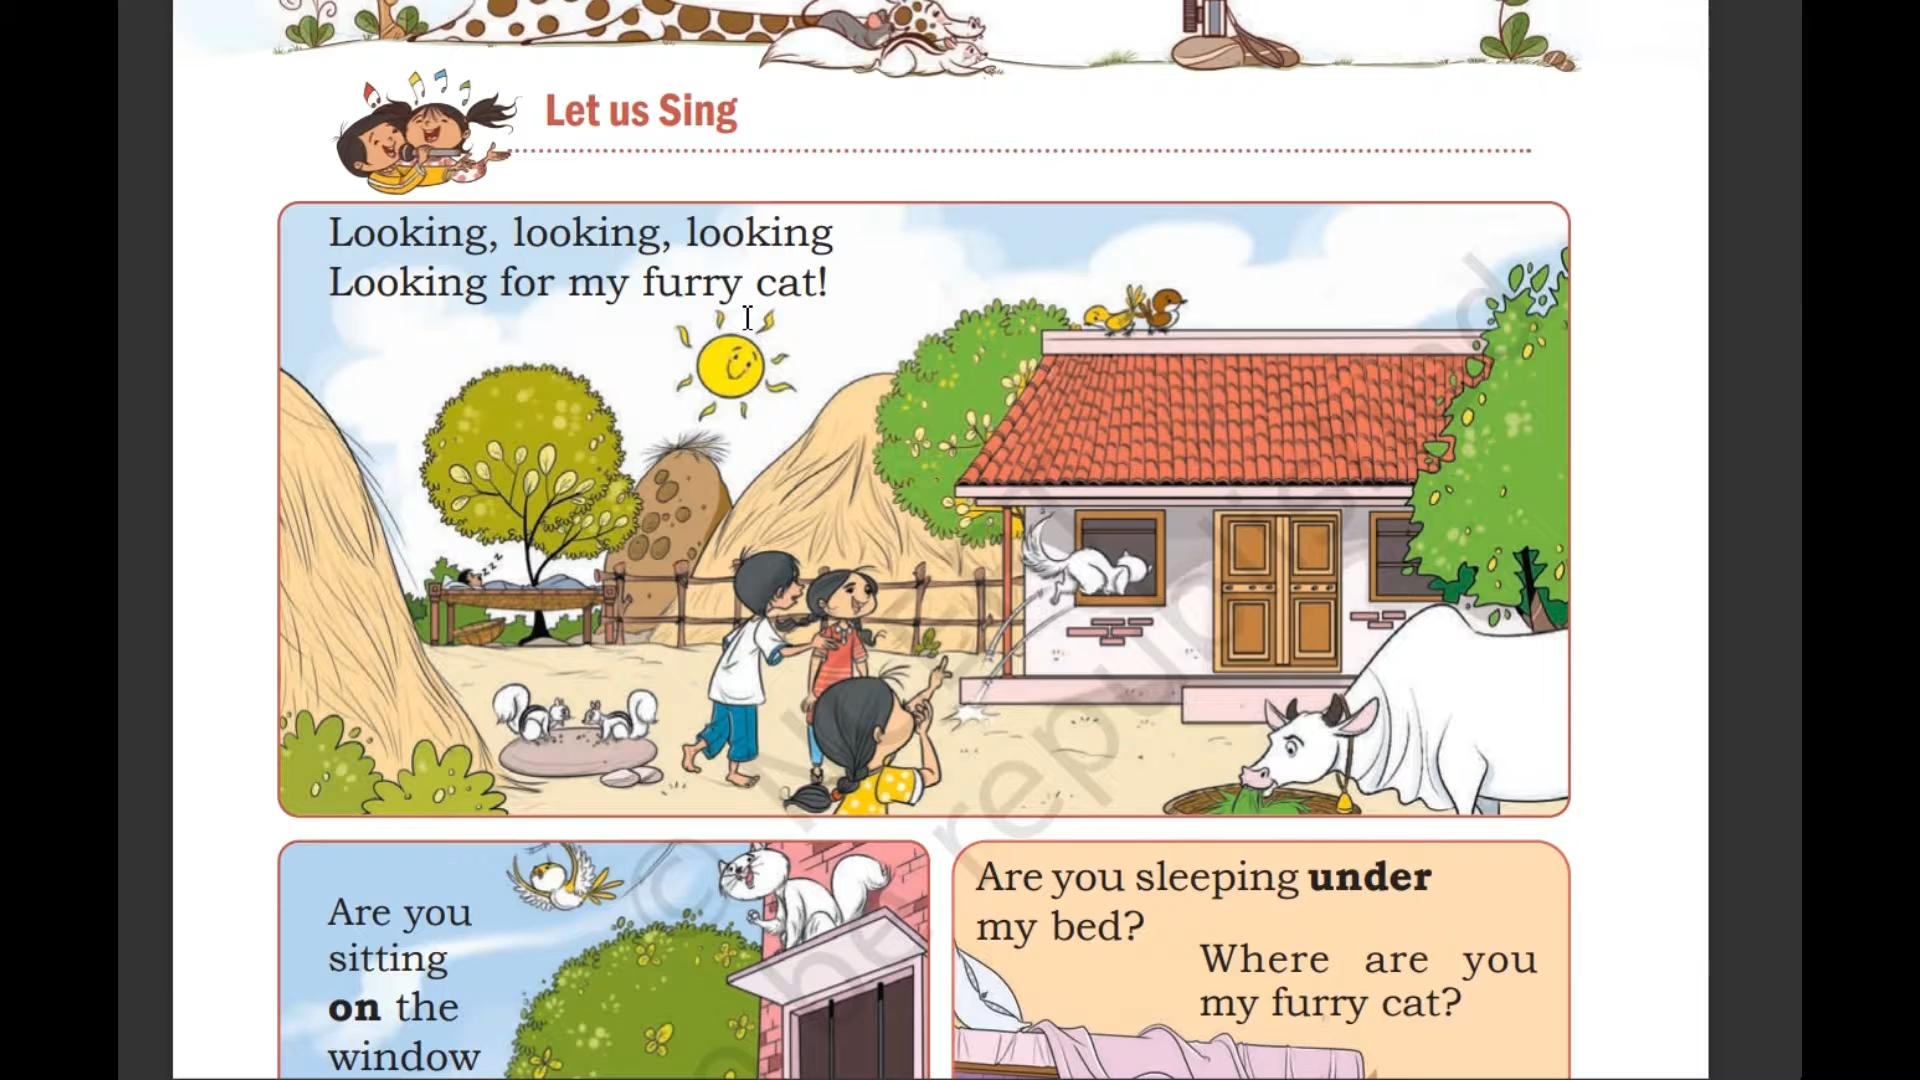 Let us Sing
Looking, looking, looking
Looking for my furry cat!
zzz
Are you
sitting
on the
window
Are you sleeping under
my bed?
Where are you
my furry cat?